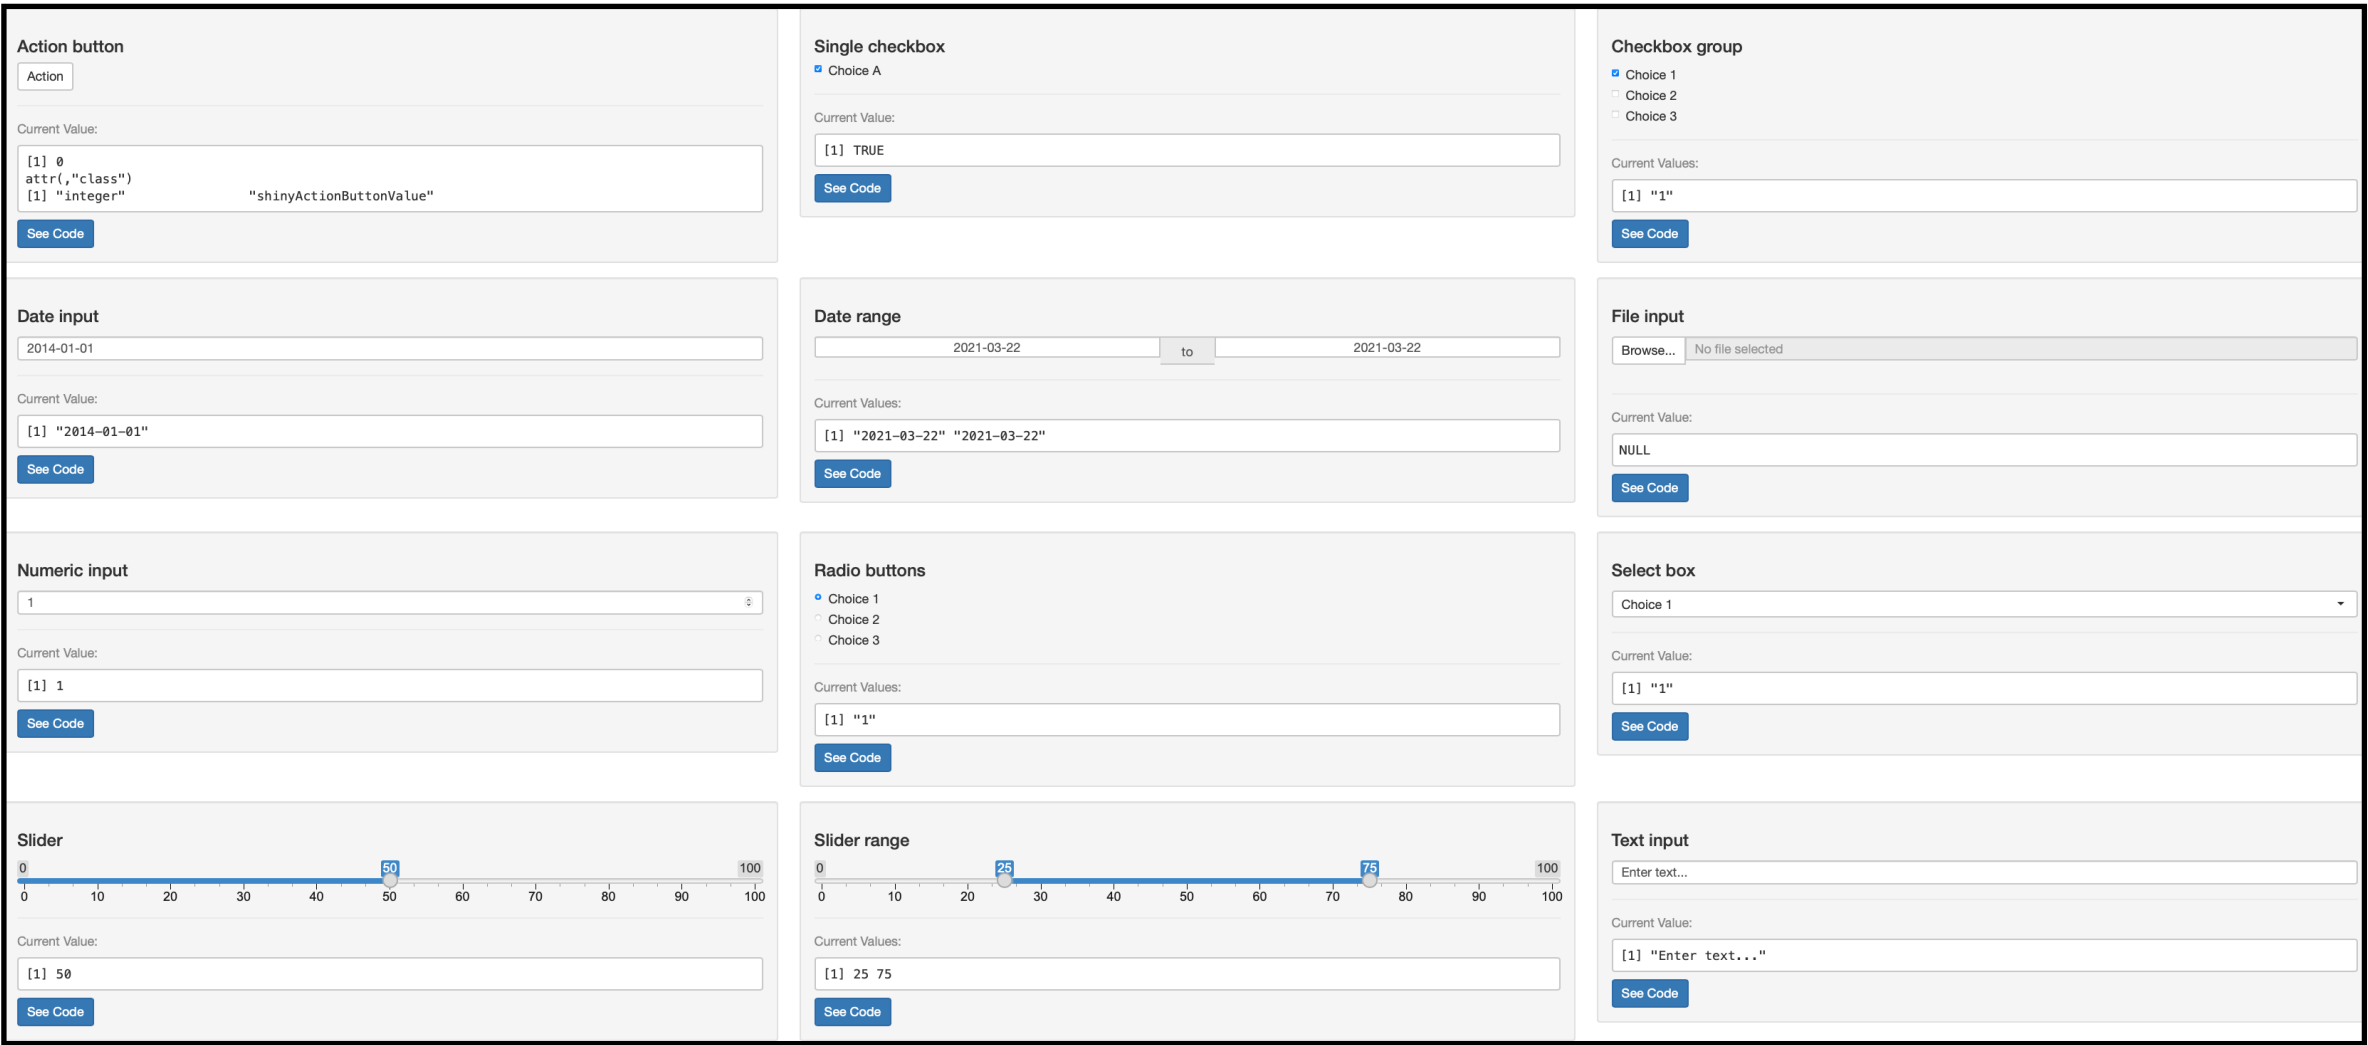 Action button
Action
Current Value:
[1] 0
attr(,"class")
[1] "integer"                "shinyActionButtonValue"
See Code
Single checkbox
Choice A
Current Value:
[1] TRUE
See Code
Checkbox group
Choice 1
Choice 2
Choice 3
Current Values:
[1] "1"
See Code
Date input
2014-01-01
Current Value:
[1] "2014-01-01"
See Code
Date range
2021-03-22 to 2021-03-22
Current Values:
[1] "2021-03-22" "2021-03-22"
See Code
File input
Browse... No file selected
Current Value:
NULL
See Code
Numeric input
1
Current Value:
[1] 1
See Code
Radio buttons
Choice 1
Choice 2
Choice 3
Current Values:
[1] "1"
See Code
Select box
Choice 1
Current Value:
[1] "1"
See Code
Slider
0 50 100
0 10 20 30 40 50 60 70 80 90 100
Current Value:
[1] 50
See Code
Slider range
0 25 75 100
0 10 20 30 40 50 60 70 80 90 100
Current Values:
[1] 25 75
See Code
Text input
Enter text...
Current Value:
[1] "Enter text..."
See Code